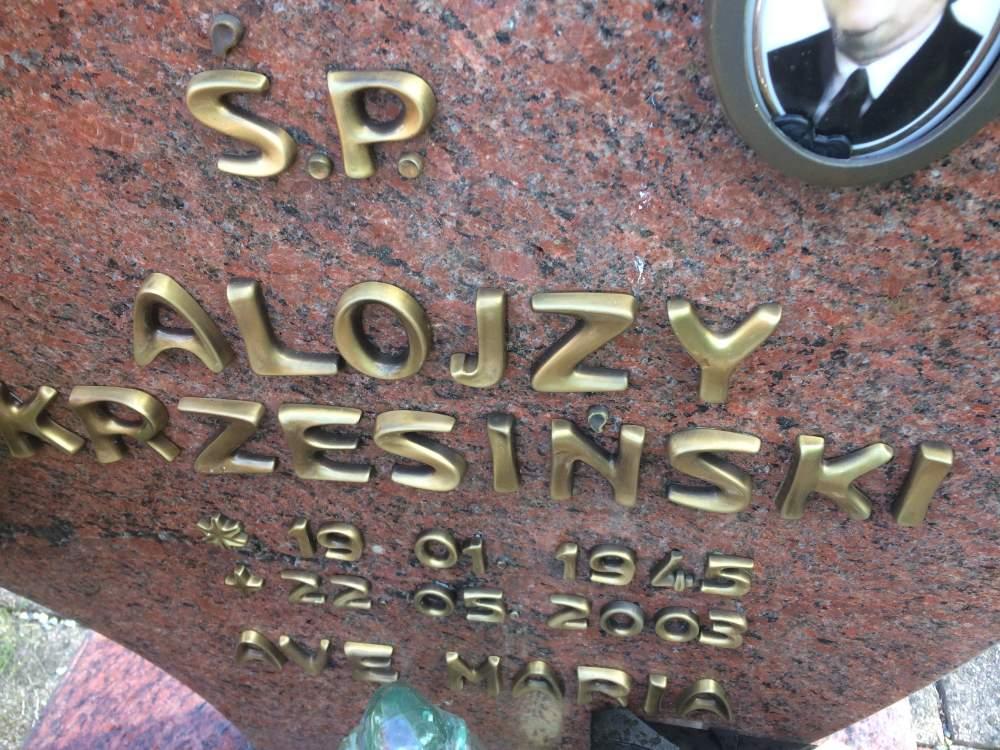 Ś.P.
ALOJZY
KRZESIŃSKI
* 19 01 1945
+ 22 05 2003
AVE MARIA